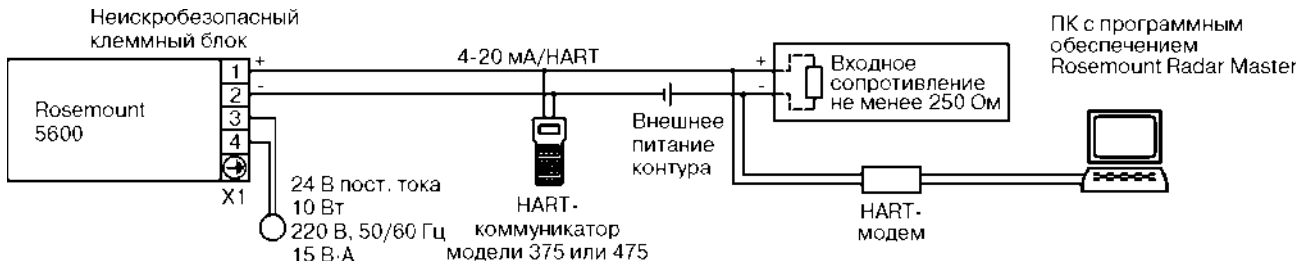 Неискробезопасный
клеммный блок
Rosemount
5600
+
1
-
2
3
4
X1
24 В пост. тока
10 Вт
220 В, 50/60 Гц
15 В·А
4-20 мА/HART
HART-
коммуникатор
модели 375 или 475
Внешнее
питание
контура
+
-
Входное
сопротивление
не менее 250 Ом
HART-
модем
ПК с программным
обеспечением
Rosemount Radar Master